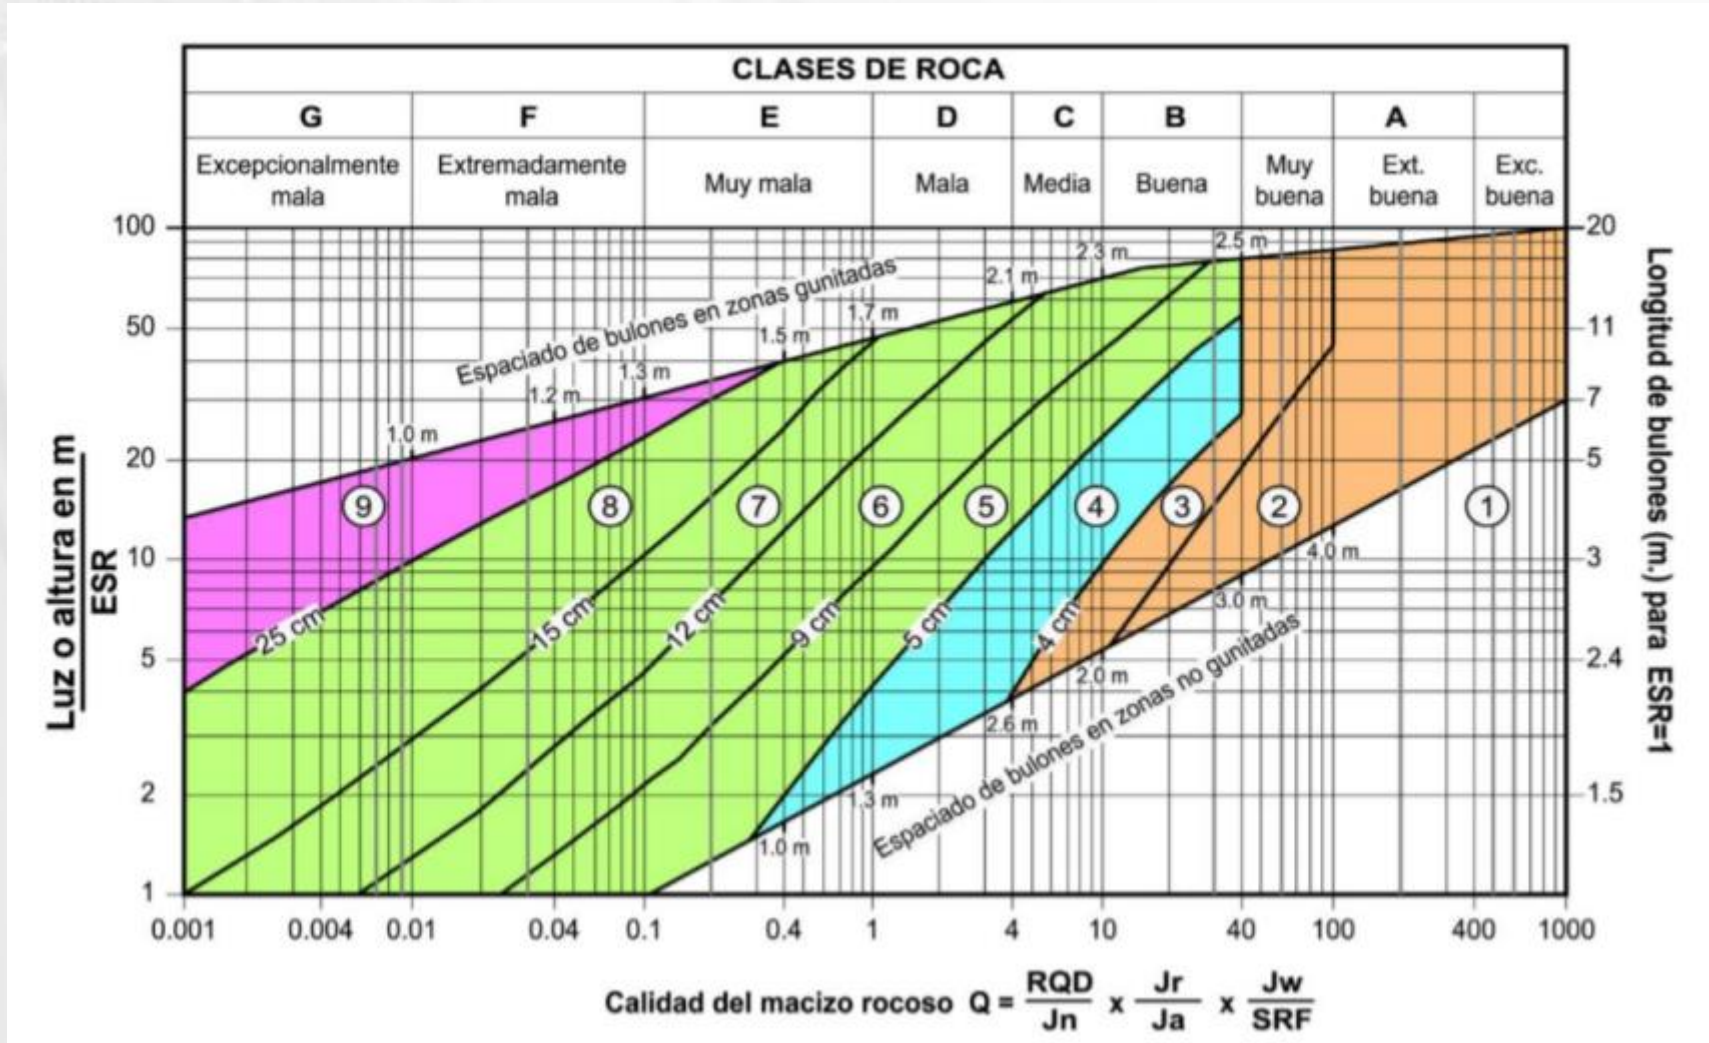 CLASES DE ROCA
G F E D C B A
Excepcionalmente mala
Extremadamente mala
Muy mala
Mala
Media
Buena
Muy buena
Ext. buena
Exc. buena
100
50
20
10
5
2
1
Luz o altura en m
ESR
Espaciado de bulones en zonas gunitadas
1.0 m
1.2 m
1.3 m
1.5 m
1.7 m
2.1 m
2.3 m
2.5 m
9 8 7 6 5 4 3 2 1
25 cm
15 cm
12 cm
9 cm
5 cm
4 cm
4.0 m
3.0 m
2.0 m
2.6 m
1.3 m
1.0 m
Espaciado de bulones en zonas no gunitadas
20
11
7
5
3
2.4
1.5
Longitud de bulones (m.) para ESR=1
0.001 0.004 0.01 0.04 0.1 0.4 1 4 10 40 100 400 1000
Calidad del macizo rocoso Q = RQD/Jn x Jr/Ja x Jw/SRF